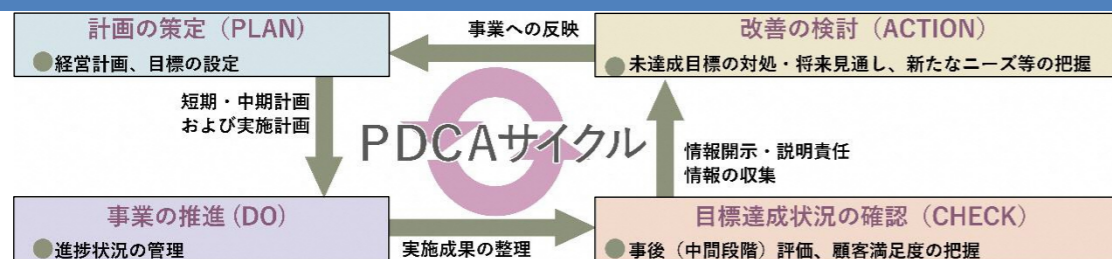 計画の策定（PLAN）
●経営計画、目標の設定
事業への反映
改善の検討（ACTION）
●未達成目標の対処・将来見通し、新たなニーズ等の把握
短期・中期計画
および実施計画
PDCAサイクル
情報開示・説明責任
情報の収集
事業の推進(DO)
●進捗状況の管理
実施成果の整理
目標達成状況の確認（CHECK）
●事後（中間段階）評価、顧客満足度の把握